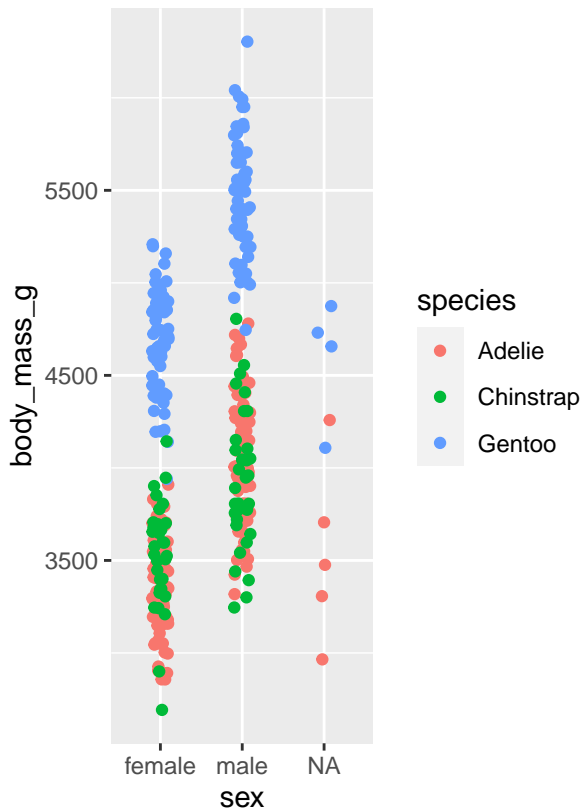 5500
4500
3500
body_mass_g
female male NA
sex
species
Adelie
Chinstrap
Gentoo